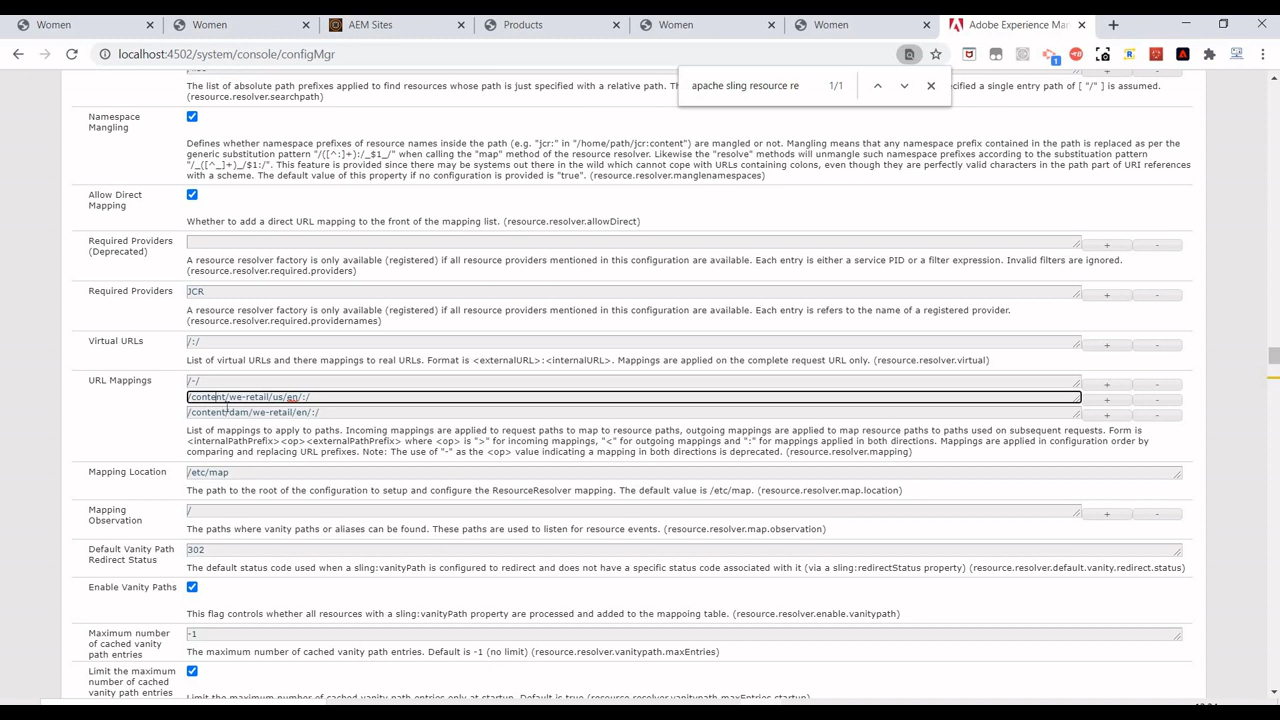 Women
Women
AEM Sites
Products
Women
Women
Adobe Experience Ma
localhost:4502/system/console/configMgr
apache sling resource re 1/1
The list of absolute path prefixes applied to find resources whose path is just specified with a relative path.
specified a single entry path of [ "/" ] is assumed.
(resource.resolver.searchpath)
Namespace
Mangling
Defines whether namespace prefixes of resource names inside the path (e.g. "jcr:" in "/home/path/jcr:content") are mangled or not. Mangling means that any namespace prefix contained in the path is replaced as per the
generic substitution pattern "/([^:]+):/_$1_/" when calling the "map" method of the resource resolver. Likewise the "resolve" methods will unmangle such namespace prefixes according to the substituation pattern
"/_([^_]+)_/$1:/". This feature is provided since there may be systems out there in the wild which cannot cope with URLs containing colons, even though they are perfectly valid characters in the path part of URI references
with a scheme. The default value of this property if no configuration is provided is "true". (resource.resolver.manglenamespaces)
Allow Direct
Mapping
Whether to add a direct URL mapping to the front of the mapping list. (resource.resolver.allowDirect)
Required Providers
(Deprecated)
+ -
A resource resolver factory is only available (registered) if all resource providers mentioned in this configuration are available. Each entry is either a service PID or a filter expression. Invalid filters are ignored.
(resource.resolver.required.providers)
Required Providers
JCR
+ -
A resource resolver factory is only available (registered) if all resource providers mentioned in this configuration are available. Each entry is refers to the name of a registered provider.
(resource.resolver.required.providernames)
Virtual URLs
/:/
+ -
List of virtual URLs and there mappings to real URLs. Format is <externalURL>:<internalURL>. Mappings are applied on the complete request URL only. (resource.resolver.virtual)
URL Mappings
/-/
+ -
/content/we-retail/us/en/:/
+ -
/content/dam/we-retail/en/:/
+ -
List of mappings to apply to paths. Incoming mappings are applied to request paths to map to resource paths, outgoing mappings are applied to map resource paths to paths used on subsequent requests. Form is
<internalPathPrefix><op><externalPathPrefix> where <op> is ">" for incoming mappings, "<" for outgoing mappings and ":" for mappings applied in both directions. Mappings are applied in configuration order by
comparing and replacing URL prefixes. Note: The use of "-" as the <op> value indicating a mapping in both directions is deprecated. (resource.resolver.mapping)
Mapping Location
/etc/map
The path to the root of the configuration to setup and configure the ResourceResolver mapping. The default value is /etc/map. (resource.resolver.map.location)
Mapping
Observation
/
+ -
The paths where vanity paths or aliases can be found. These paths are used to listen for resource events. (resource.resolver.map.observation)
Default Vanity Path
Redirect Status
302
The default status code used when a sling:vanityPath is configured to redirect and does not have a specific status code associated with it (via a sling:redirectStatus property) (resource.resolver.default.vanity.redirect.status)
Enable Vanity Paths
This flag controls whether all resources with a sling:vanityPath property are processed and added to the mappoing table. (resource.resolver.enable.vanitypath)
Maximum number
of cached vanity
path entries
-1
The maximum number of cached vanity path entries. Default is -1 (no limit) (resource.resolver.vanitypath.maxEntries)
Limit the maximum
number of cached
vanity path entries
Limit the maximum number of cached vanity path entries only at startup. Default is true (resource.resolver.vanitypath.maxEntries.startup)